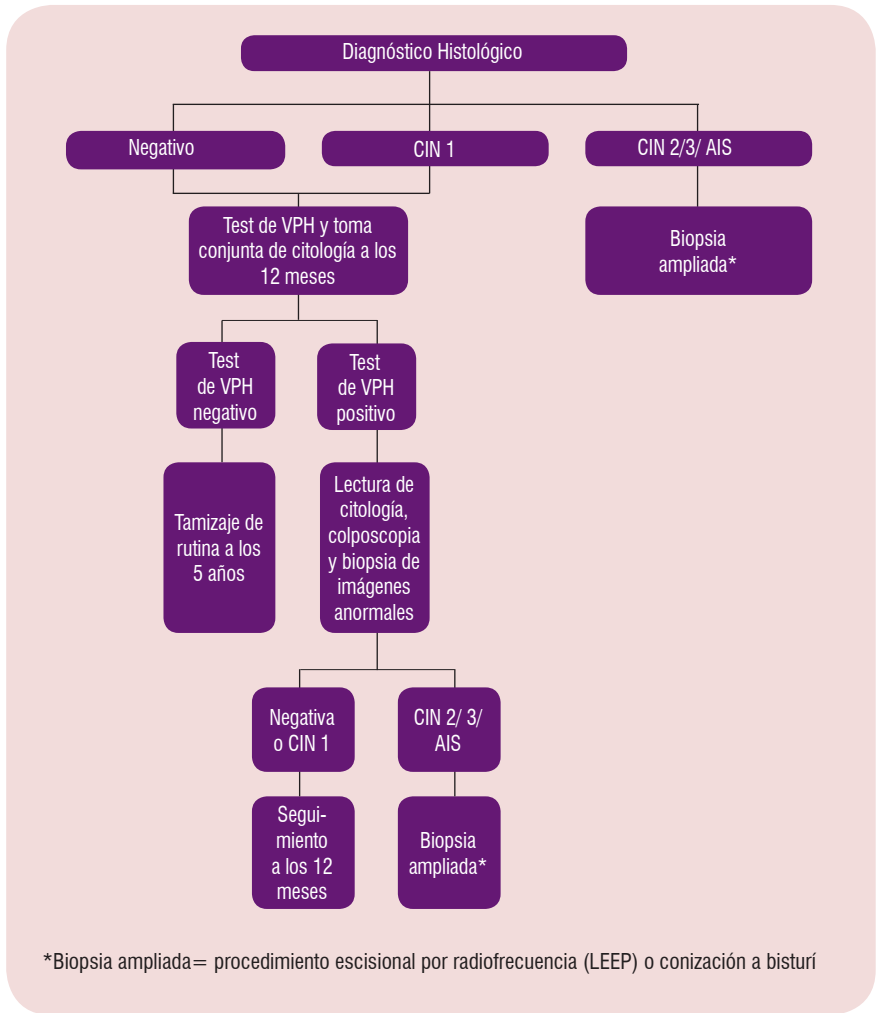 Diagnóstico Histológico
Negativo
CIN 1
CIN 2/3/ AIS
Test de VPH y toma
conjunta de citología a los
12 meses
Biopsia
ampliada*
Test
de VPH
negativo
Test
de VPH
positivo
Tamizaje de
rutina a los
5 años
Lectura de
citología,
colposcopia
y biopsia de
imágenes
anormales
Negativa
o CIN 1
CIN 2/ 3/
AIS
Segui-
miento
a los 12
meses
Biopsia
ampliada*
*Biopsia ampliada= procedimiento escisional por radiofrecuencia (LEEP) o conización a bisturí